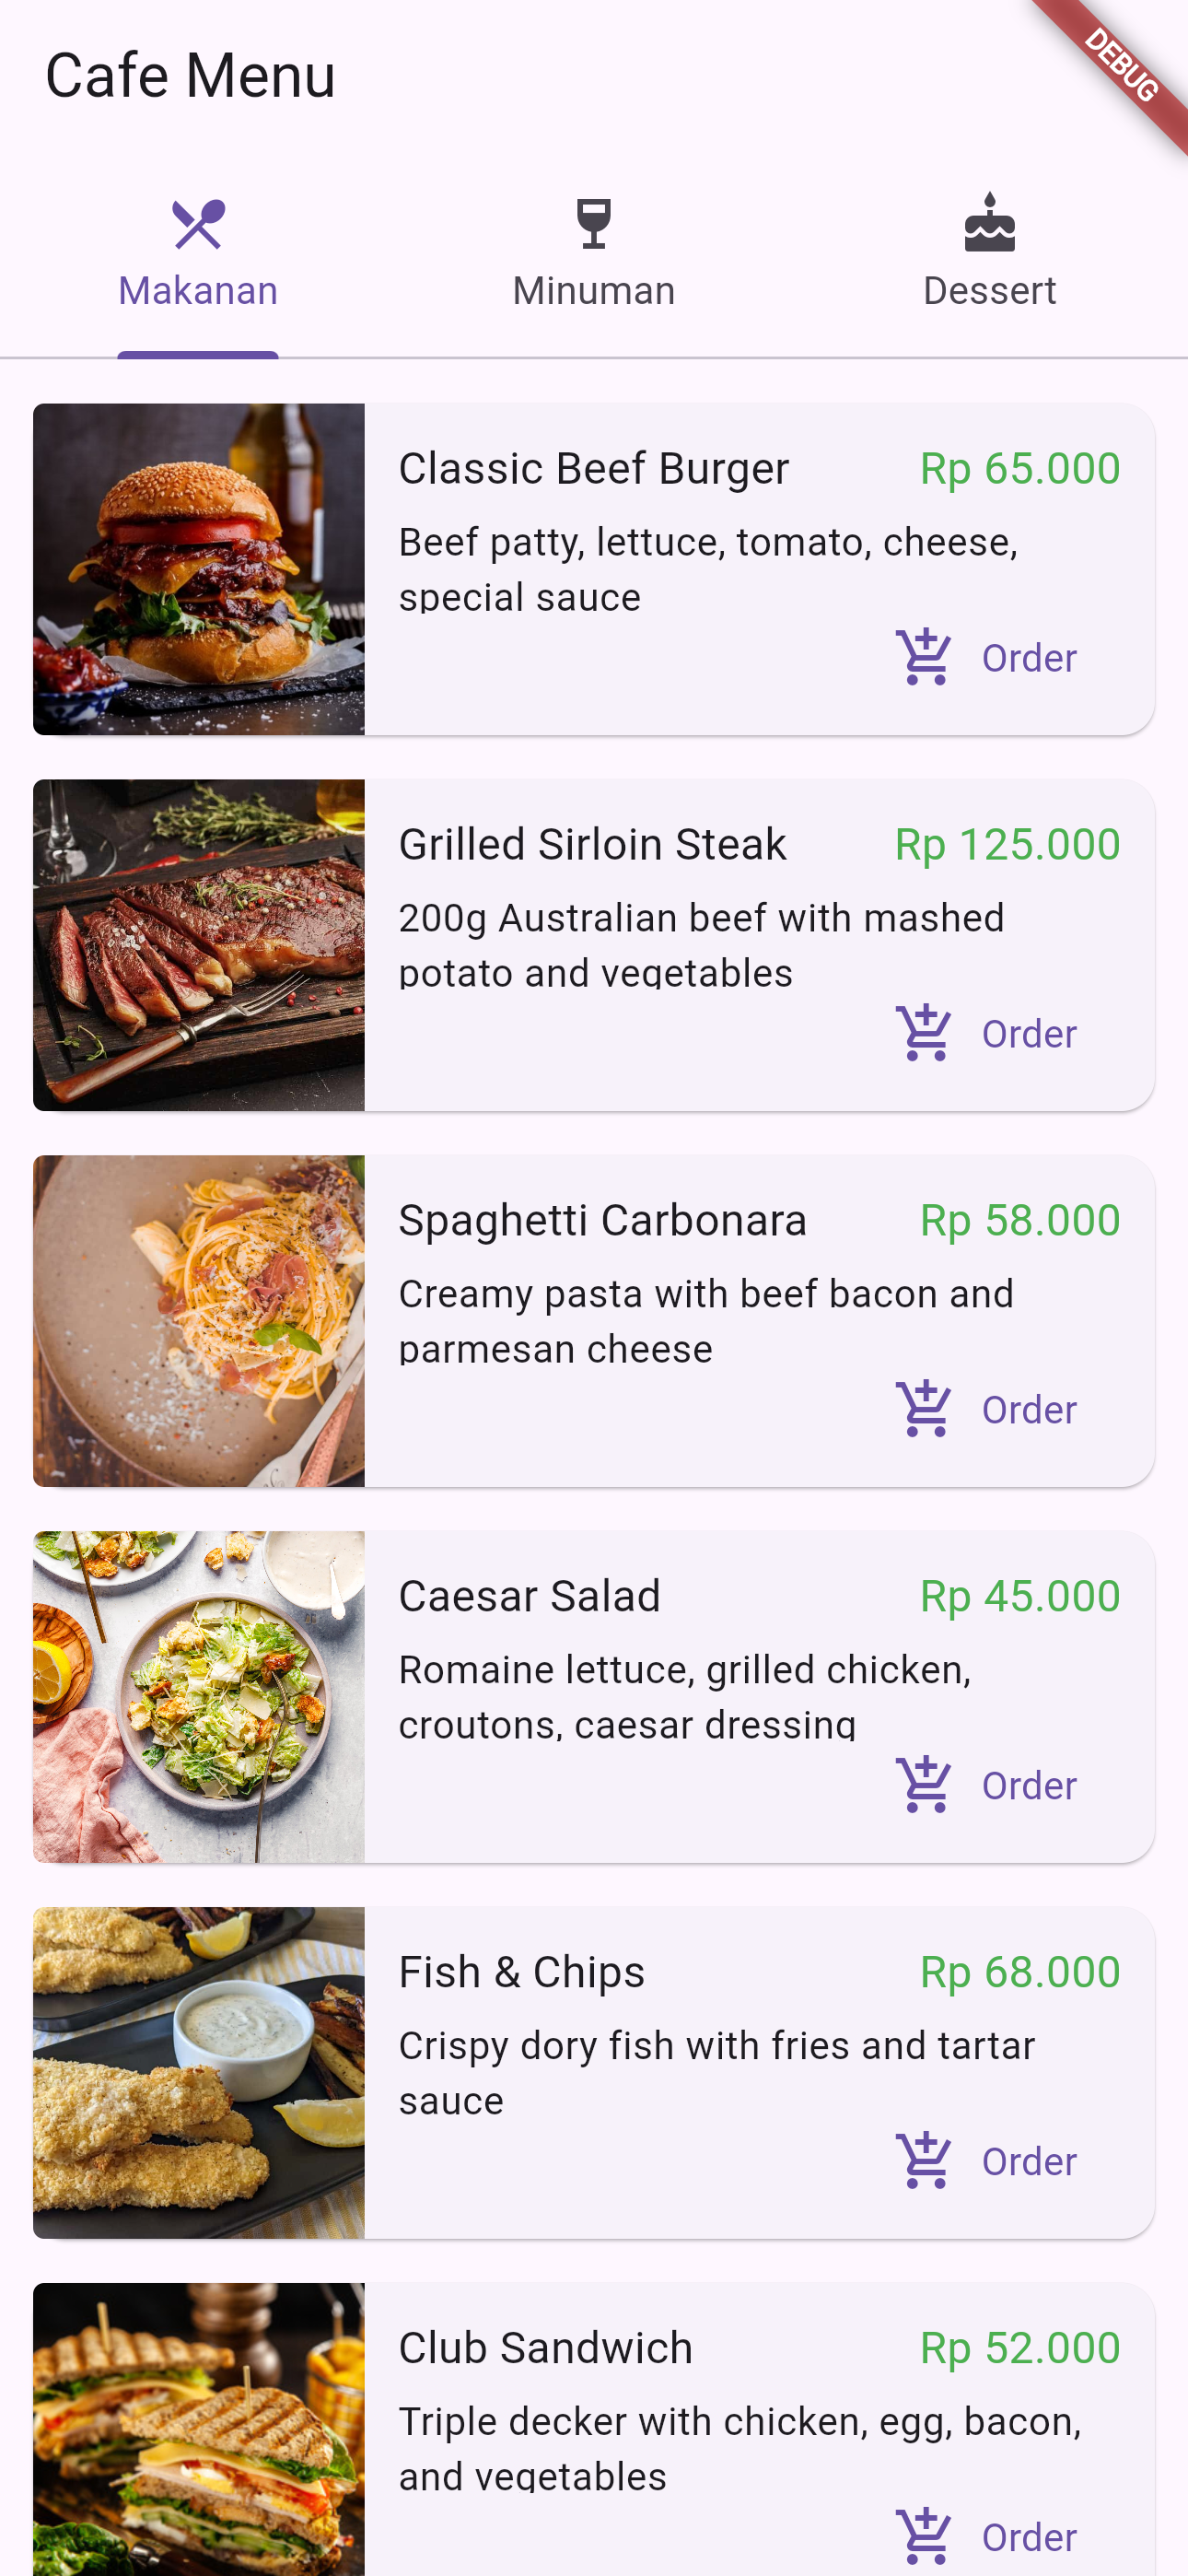 Cafe Menu
DEBUG
Makanan
Minuman
Dessert
Classic Beef Burger
Rp 65.000
Beef patty, lettuce, tomato, cheese,
special sauce
Order
Grilled Sirloin Steak
Rp 125.000
200g Australian beef with mashed
potato and vegetables
Order
Spaghetti Carbonara
Rp 58.000
Creamy pasta with beef bacon and
parmesan cheese
Order
Caesar Salad
Rp 45.000
Romaine lettuce, grilled chicken,
croutons, caesar dressing
Order
Fish & Chips
Rp 68.000
Crispy dory fish with fries and tartar
sauce
Order
Club Sandwich
Rp 52.000
Triple decker with chicken, egg, bacon,
and vegetables
Order